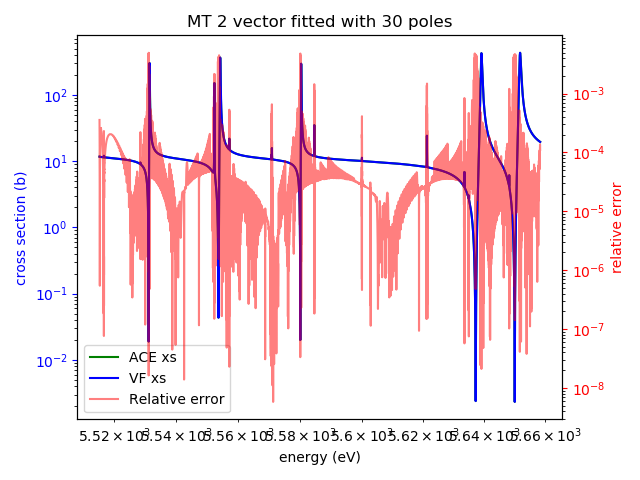 MT 2 vector fitted with 30 poles
10²
10¹
10⁰
10⁻¹
10⁻²
cross section (b)
10⁻³
10⁻⁴
10⁻⁵
10⁻⁶
10⁻⁷
10⁻⁸
relative error
ACE xs
VF xs
Relative error
5.52 × 10³ 5.54 × 10³ 5.56 × 10³ 5.58 × 10³ 5.6 × 10³ 5.62 × 10³ 5.64 × 10³ 5.66 × 10³
energy (eV)